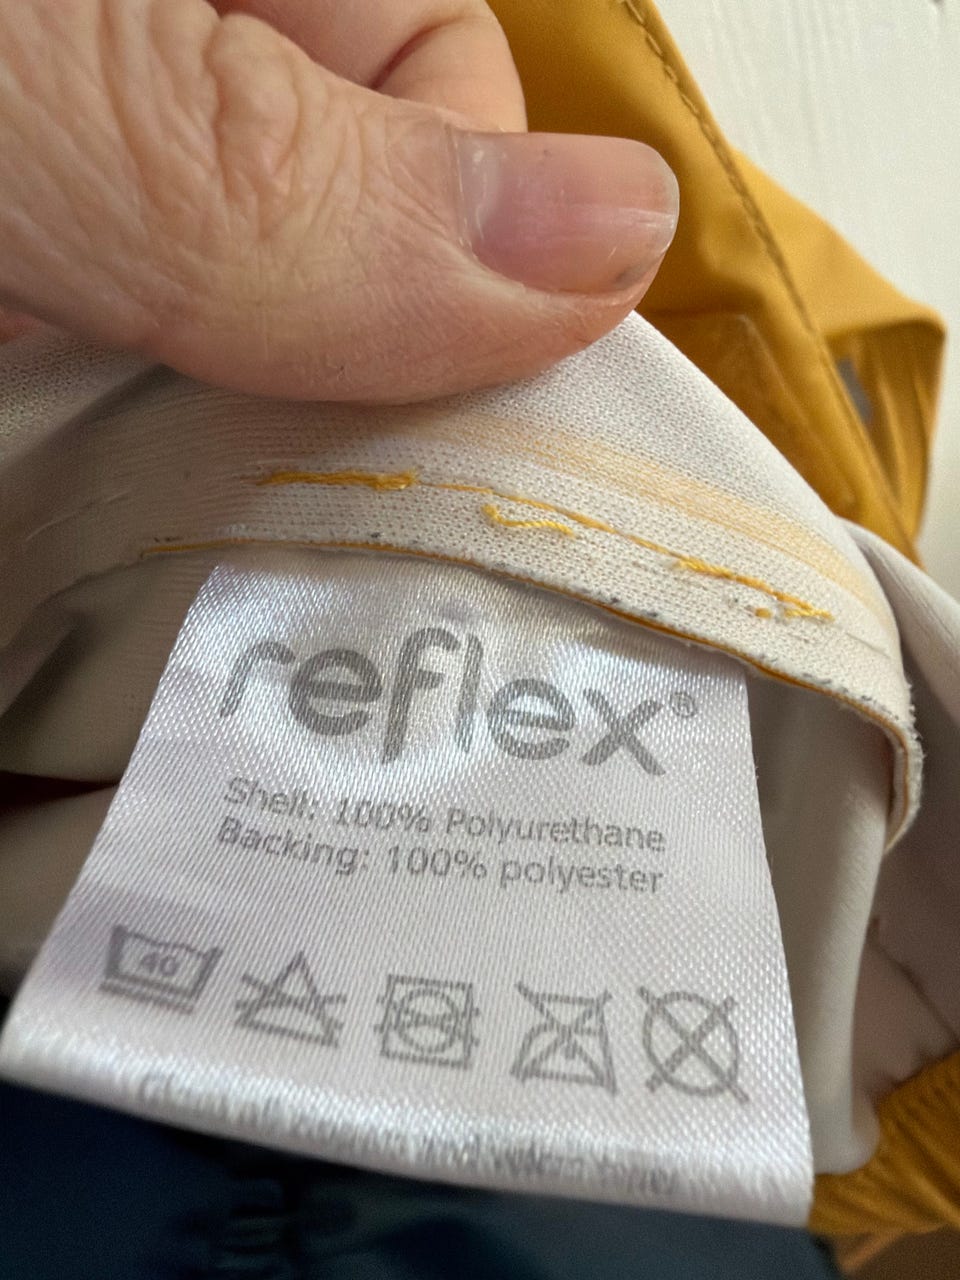 reflex®
Shell: 100% Polyurethane
Backing: 100% polyester
40